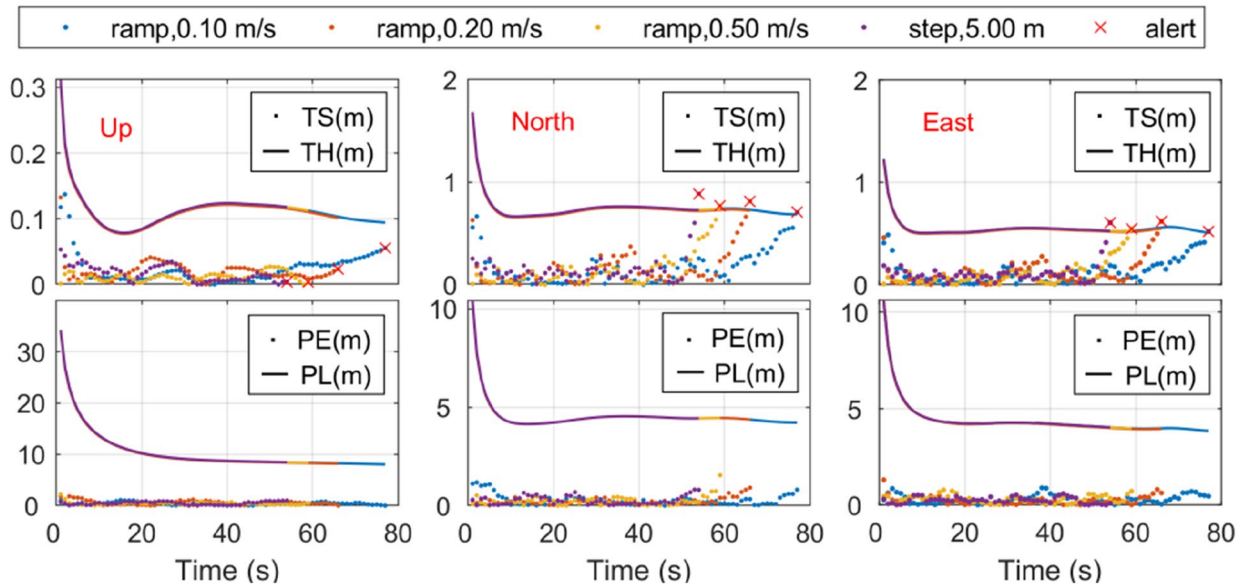 ramp,0.10 m/s ramp,0.20 m/s ramp,0.50 m/s step,5.00 m alert
0.3
0.2
0.1
0
Up
TS(m)
TH(m)
2
1
0
North
TS(m)
TH(m)
2
1
0
East
TS(m)
TH(m)
30
20
10
0
PE(m)
PL(m)
0 20 40 60 80
Time (s)
10
5
0
PE(m)
PL(m)
0 20 40 60 80
Time (s)
10
5
0
PE(m)
PL(m)
0 20 40 60 80
Time (s)